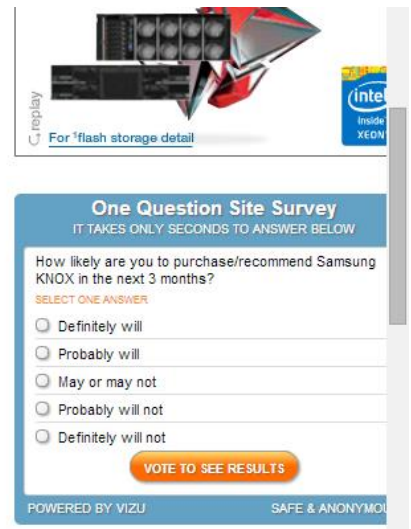 (intel
inside
XEON
replay
For ¹flash storage detail
One Question Site Survey
IT TAKES ONLY SECONDS TO ANSWER BELOW
How likely are you to purchase/recommend Samsung
KNOX in the next 3 months?
SELECT ONE ANSWER
Definitely will
Probably will
May or may not
Probably will not
Definitely will not
VOTE TO SEE RESULTS
POWERED BY VIZU
SAFE & ANONYMOU